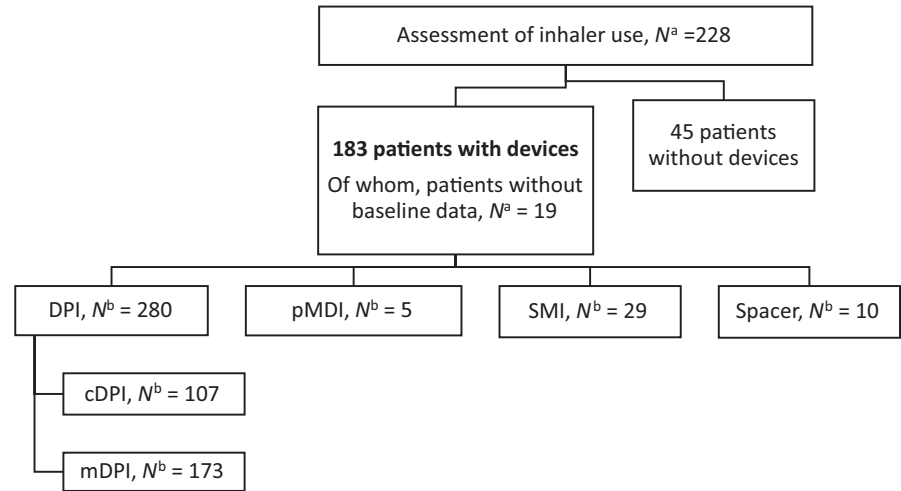 Assessment of inhaler use, Nᵃ =228
183 patients with devices
Of whom, patients without
baseline data, Nᵃ = 19
45 patients
without devices
DPI, Nᵇ = 280
pMDI, Nᵇ = 5
SMI, Nᵇ = 29
Spacer, Nᵇ = 10
cDPI, Nᵇ = 107
mDPI, Nᵇ = 173